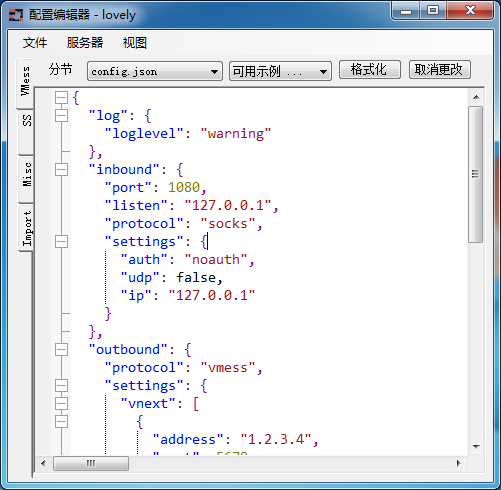 配置编辑器 - lovely
文件 服务器 视图
分节 config.json 可用示例 ... 格式化 取消更改
VMess
SS
Misc
Import
{
"log": {
"loglevel": "warning"
},
"inbound": {
"port": 1080,
"listen": "127.0.0.1",
"protocol": "socks",
"settings": {
"auth": "noauth",
"udp": false,
"ip": "127.0.0.1"
}
},
"outbound": {
"protocol": "vmess",
"settings": {
"vnext": [
{
"address": "1.2.3.4",